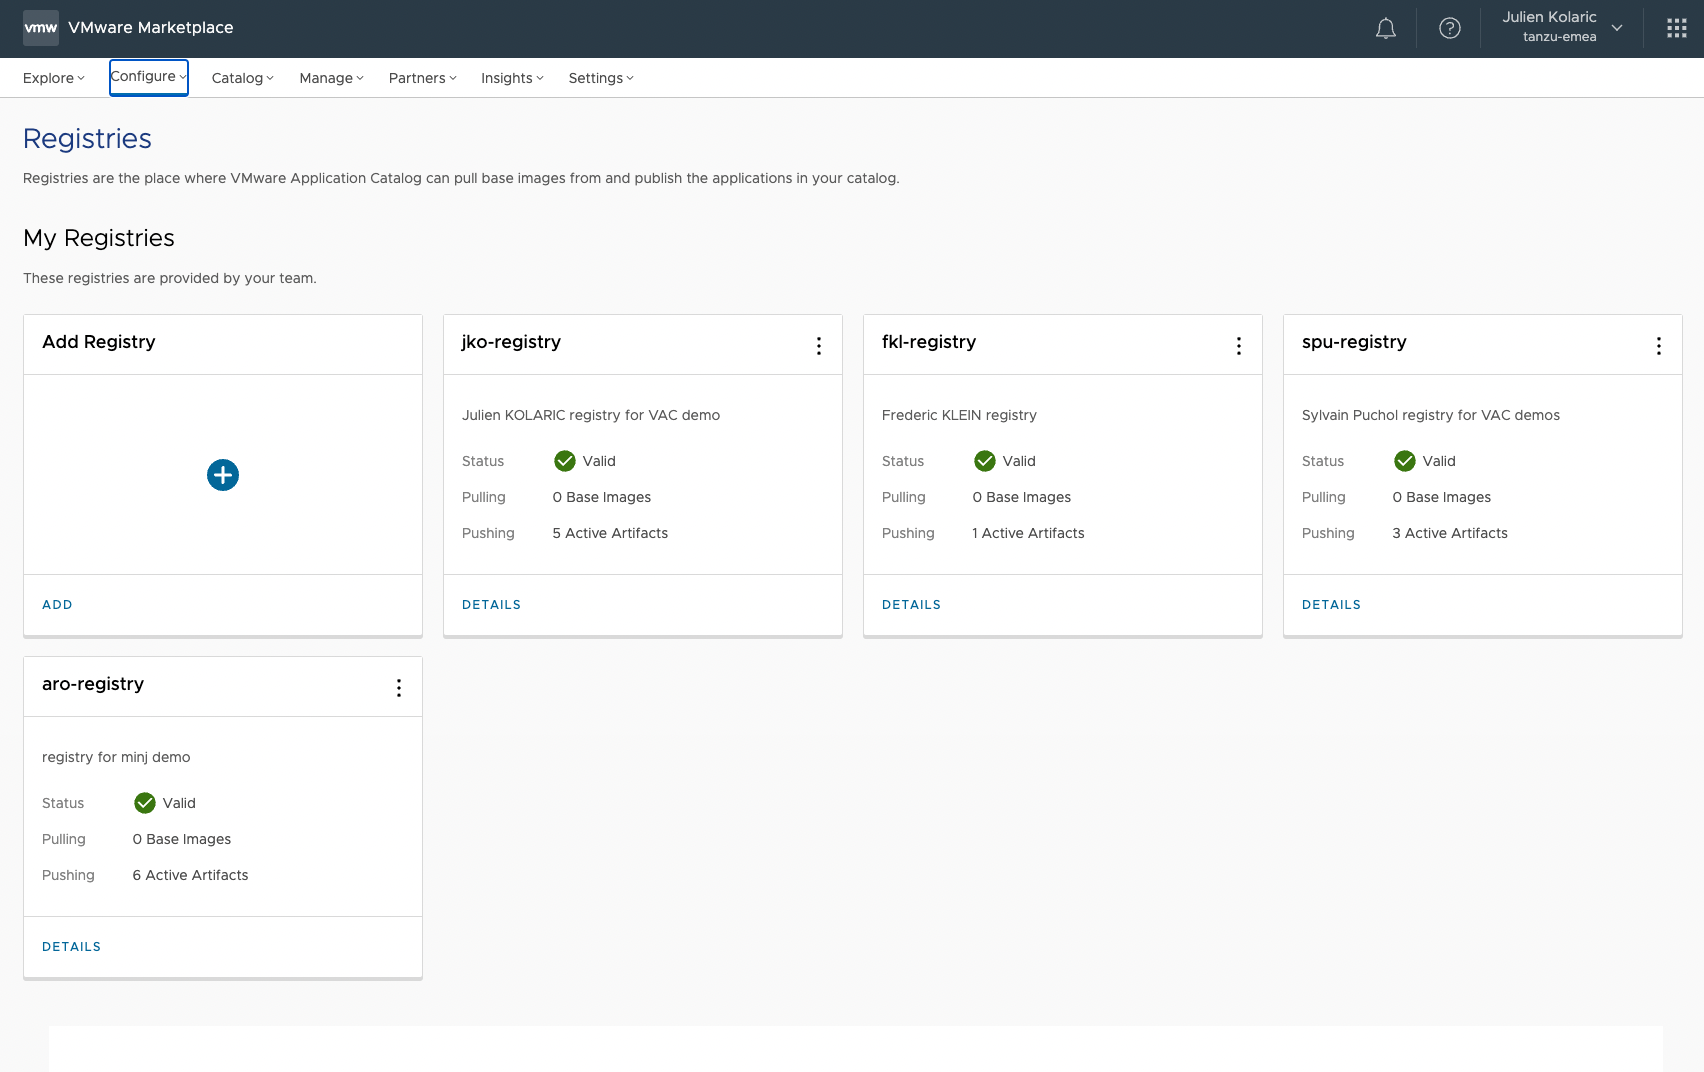 vmw VMware Marketplace
Julien Kolaric
tanzu-emea
Explore Configure Catalog Manage Partners Insights Settings
Registries
Registries are the place where VMware Application Catalog can pull base images from and publish the applications in your catalog.
My Registries
These registries are provided by your team.
Add Registry
ADD
jko-registry
Julien KOLARIC registry for VAC demo
Status Valid
Pulling 0 Base Images
Pushing 5 Active Artifacts
DETAILS
fkl-registry
Frederic KLEIN registry
Status Valid
Pulling 0 Base Images
Pushing 1 Active Artifacts
DETAILS
spu-registry
Sylvain Puchol registry for VAC demos
Status Valid
Pulling 0 Base Images
Pushing 3 Active Artifacts
DETAILS
aro-registry
registry for minj demo
Status Valid
Pulling 0 Base Images
Pushing 6 Active Artifacts
DETAILS